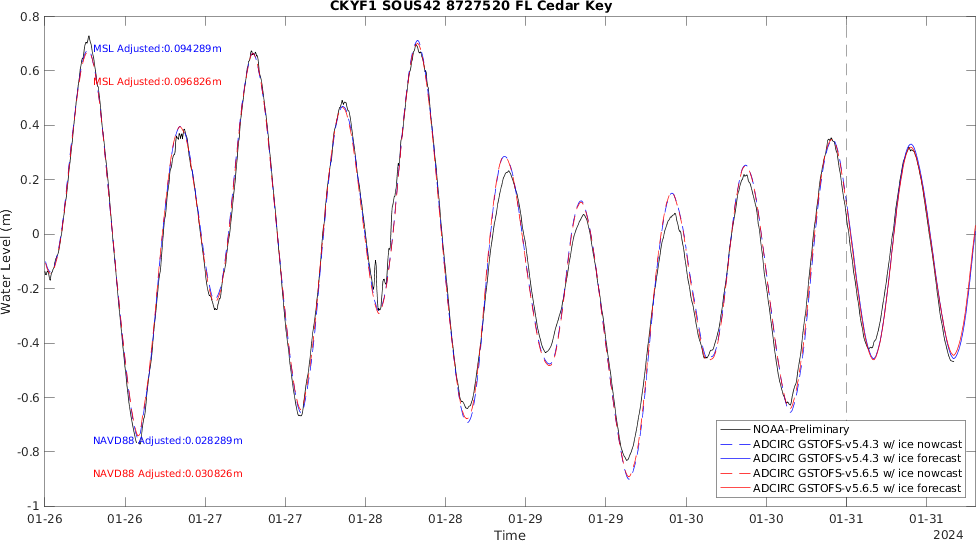 CKYF1 SOUS42 8727520 FL Cedar Key
0.8
0.6
0.4
0.2
0
-0.2
-0.4
-0.6
-0.8
-1
Water Level (m)
MSL Adjusted:0.094289m
MSL Adjusted:0.096826m
NAVD88 Adjusted:0.028289m
NAVD88 Adjusted:0.030826m
NOAA-Preliminary
ADCIRC GSTOFS-v5.4.3 w/ ice nowcast
ADCIRC GSTOFS-v5.4.3 w/ ice forecast
ADCIRC GSTOFS-v5.6.5 w/ ice nowcast
ADCIRC GSTOFS-v5.6.5 w/ ice forecast
01-26 01-26 01-27 01-27 01-28 01-28 01-29 01-29 01-30 01-30 01-31 01-31
2024
Time